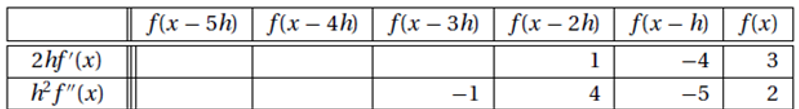 f(x − 5h) f(x − 4h) f(x − 3h) f(x − 2h) f(x − h) f(x)
2hf′(x) 1 −4 3
h²f″(x) −1 4 −5 2